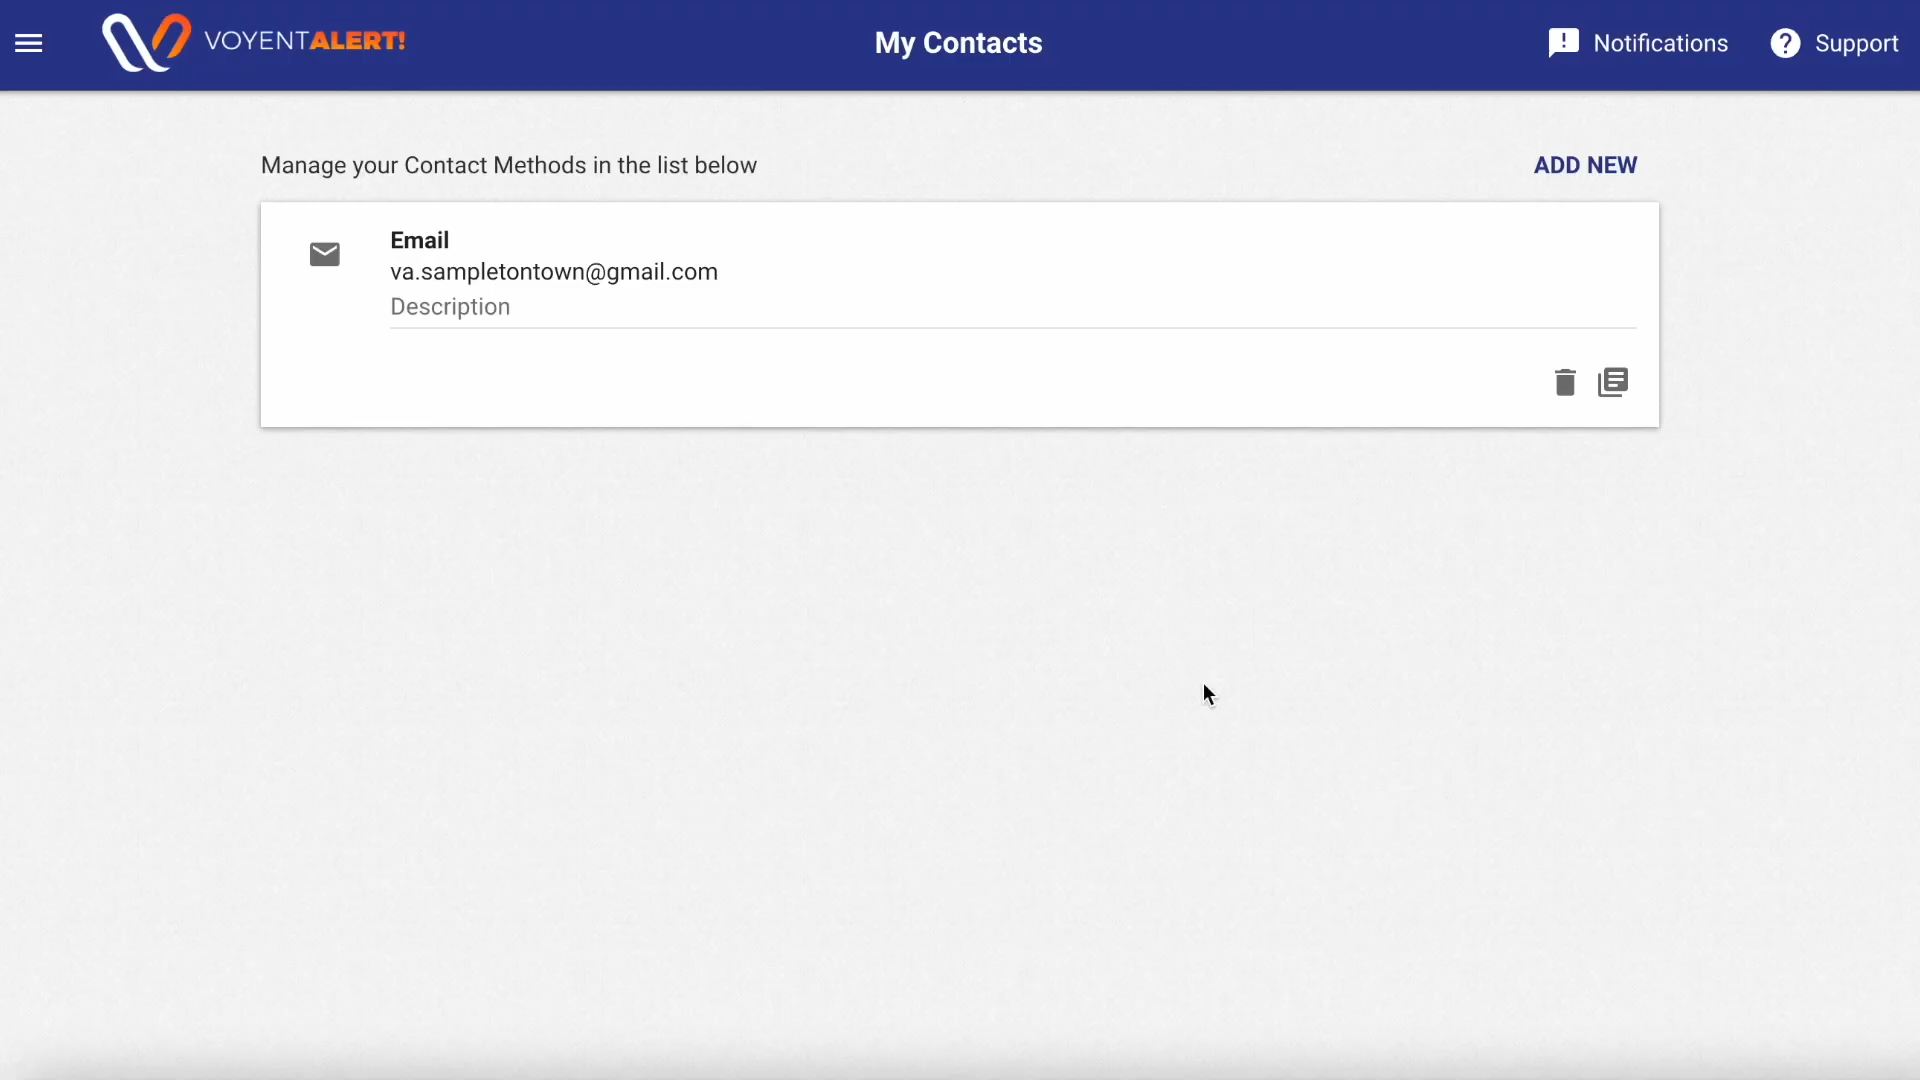 VOYENTALERT!
My Contacts
Notifications
Support
Manage your Contact Methods in the list below
ADD NEW
Email
va.sampletontown@gmail.com
Description